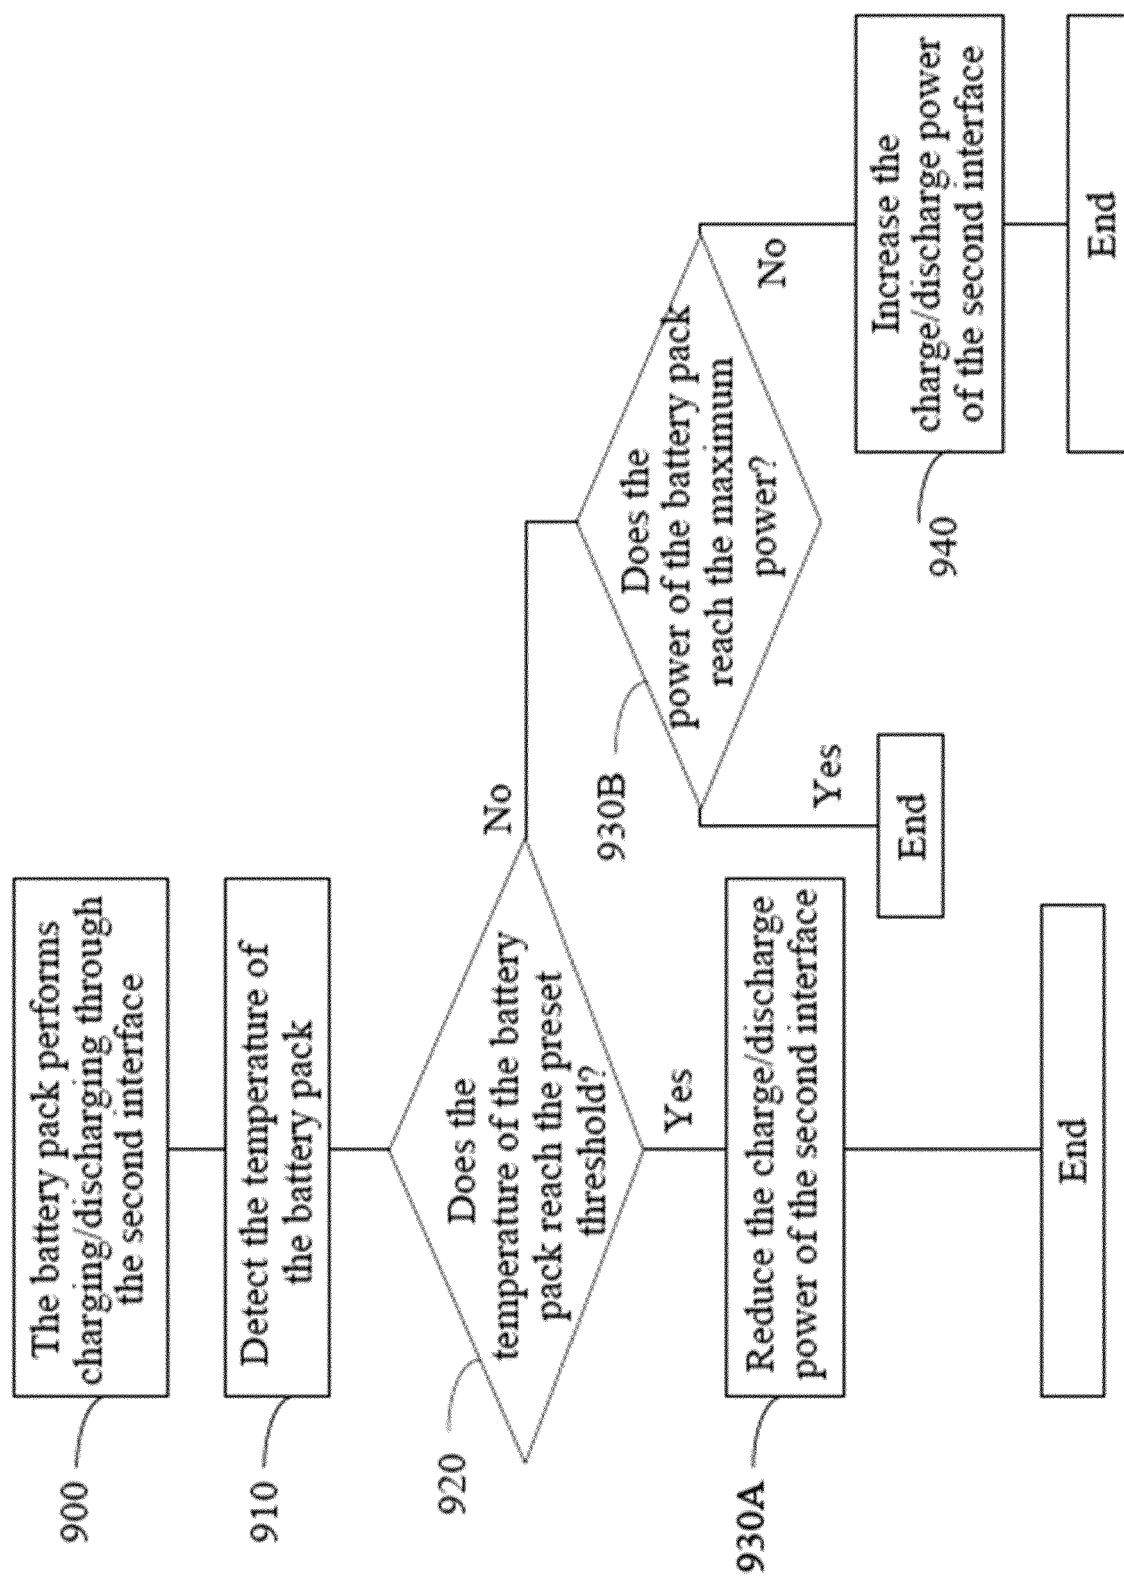 900
The battery pack performs
charging/discharging through
the second interface
910
Detect the temperature of
the battery pack
920
Does the
temperature of the battery
pack reach the preset
threshold?
No
Yes
930A
Reduce the charge/discharge
power of the second interface
End
930B
Does the
power of the battery pack
reach the maximum
power?
Yes
End
No
940
Increase the
charge/discharge power
of the second interface
End